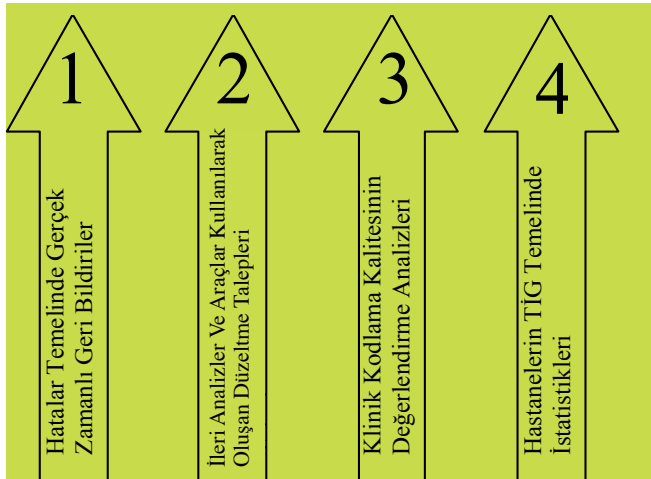 1
Hatalar Temelinde Gerçek
Zamanlı Geri Bildiriler
2
İleri Analizler Ve Araçlar Kullanılarak
Oluşan Düzeltme Talepleri
3
Klinik Kodlama Kalitesinin
Değerlendirme Analizleri
4
Hastanelerin TİG Temelinde
İstatistikleri